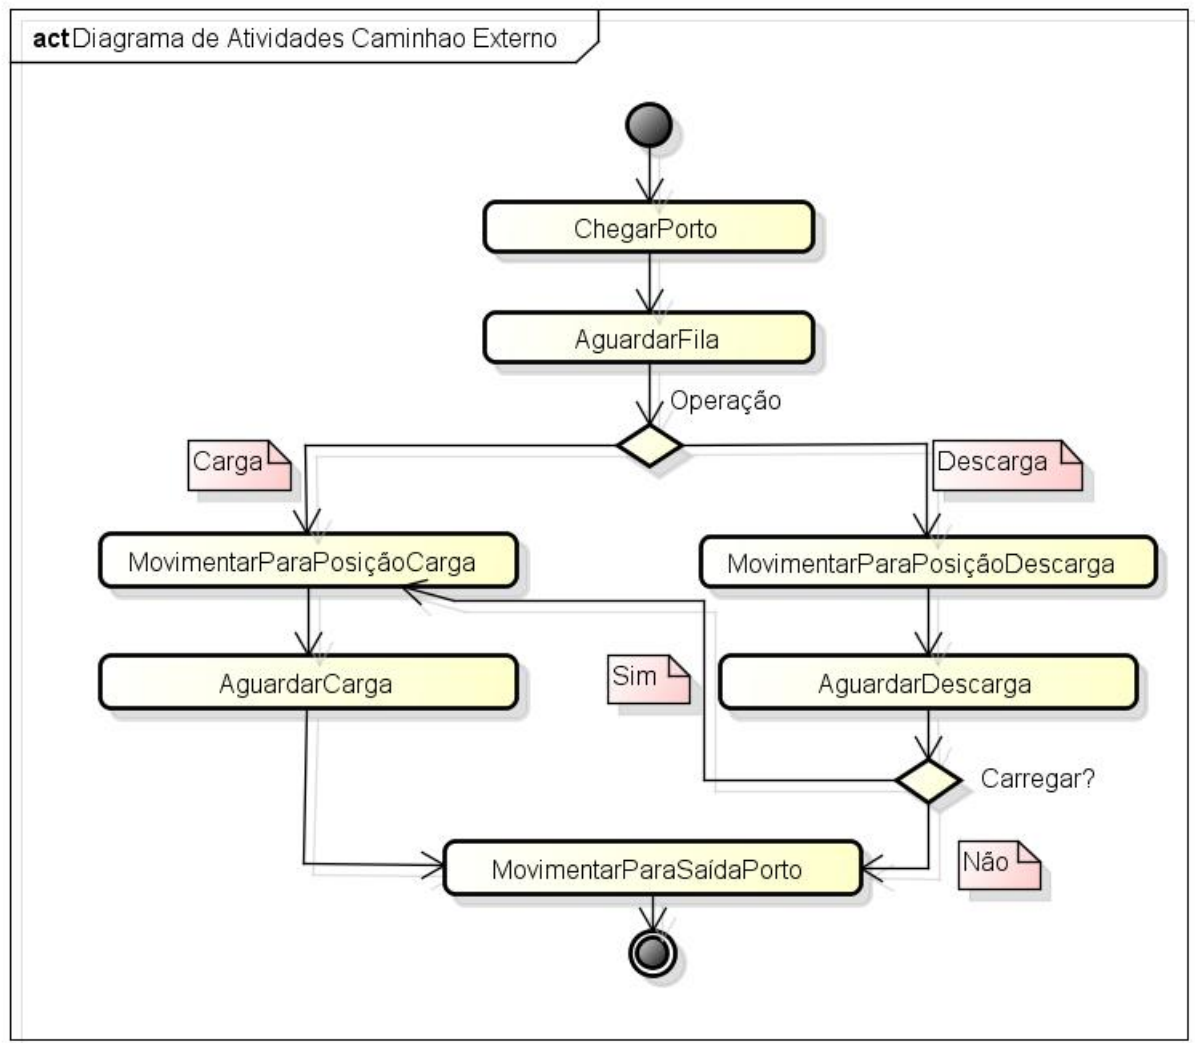 act Diagrama de Atividades Caminhao Externo
ChegarPorto
AguardarFila
Operação
Carga
Descarga
MovimentarParaPosiçãoCarga
MovimentarParaPosiçãoDescarga
AguardarCarga
Sim
AguardarDescarga
Carregar?
MovimentarParaSaídaPorto
Não